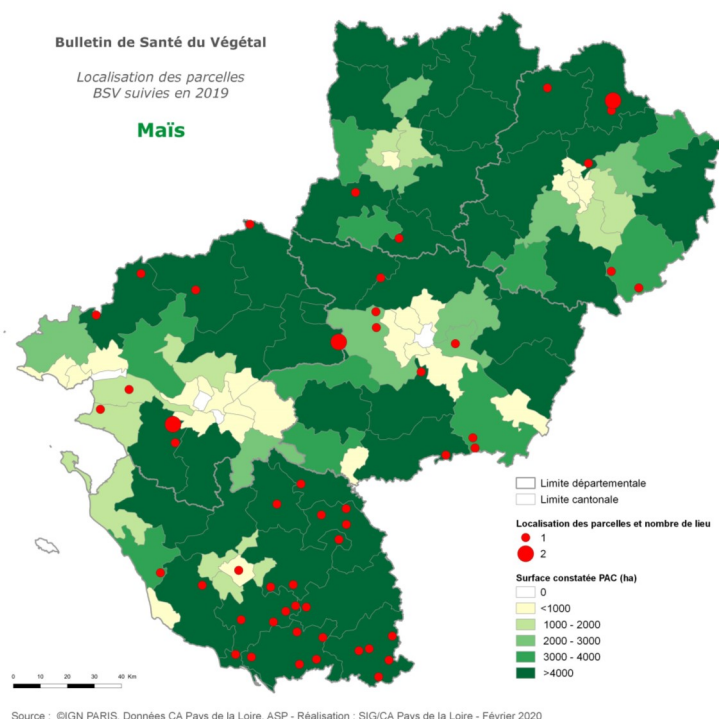 Bulletin de Santé du Végétal
Localisation des parcelles
BSV suivies en 2019
Maïs
Limite départementale
Limite cantonale
Localisation des parcelles et nombre de lieu
1
2
Surface constatée PAC (ha)
0
<1000
1000 - 2000
2000 - 3000
3000 - 4000
>4000
0 10 20 30 40 Km
Source : ©IGN PARIS, Données CA Pays de la Loire, ASP - Réalisation : SIG/CA Pays de la Loire - Février 2020